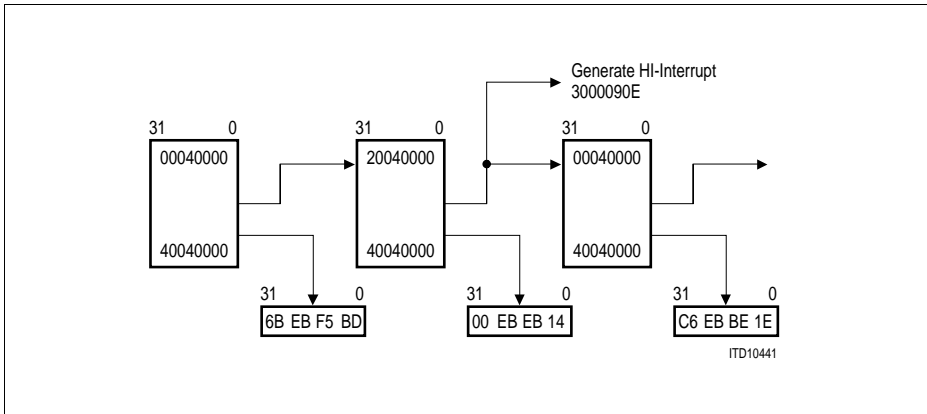 Generate HI-Interrupt
3000090E
31 0 31 0 31 0
00040000 20040000 00040000
40040000 40040000 40040000
31 0 31 0 31 0
6B EB F5 BD 00 EB EB 14 C6 EB BE 1E
ITD10441